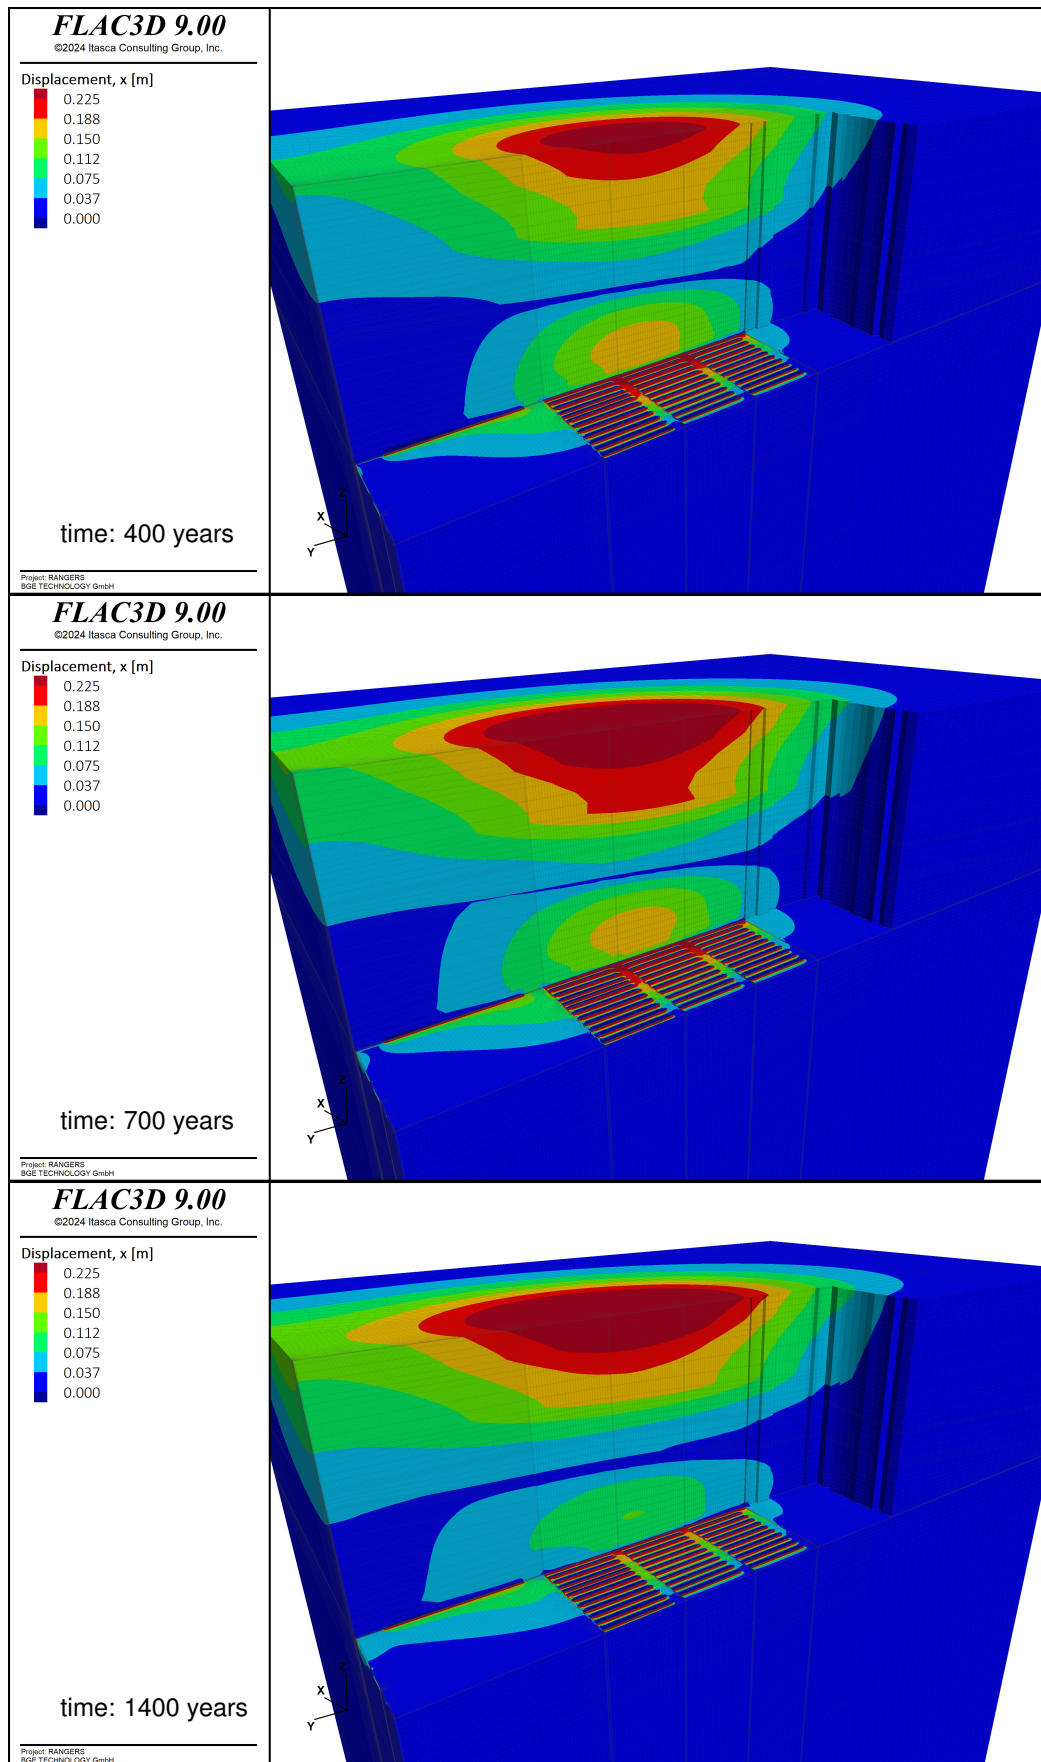 FLAC3D 9.00
©2024 Itasca Consulting Group, Inc.
Displacement, x [m]
0.225
0.188
0.150
0.112
0.075
0.037
0.000
Z
X
Y
time: 400 years
Project: RANGERS
BGE TECHNOLOGY GmbH
FLAC3D 9.00
©2024 Itasca Consulting Group, Inc.
Displacement, x [m]
0.225
0.188
0.150
0.112
0.075
0.037
0.000
Z
X
Y
time: 700 years
Project: RANGERS
BGE TECHNOLOGY GmbH
FLAC3D 9.00
©2024 Itasca Consulting Group, Inc.
Displacement, x [m]
0.225
0.188
0.150
0.112
0.075
0.037
0.000
Z
X
Y
time: 1400 years
Project: RANGERS
BGE TECHNOLOGY GmbH